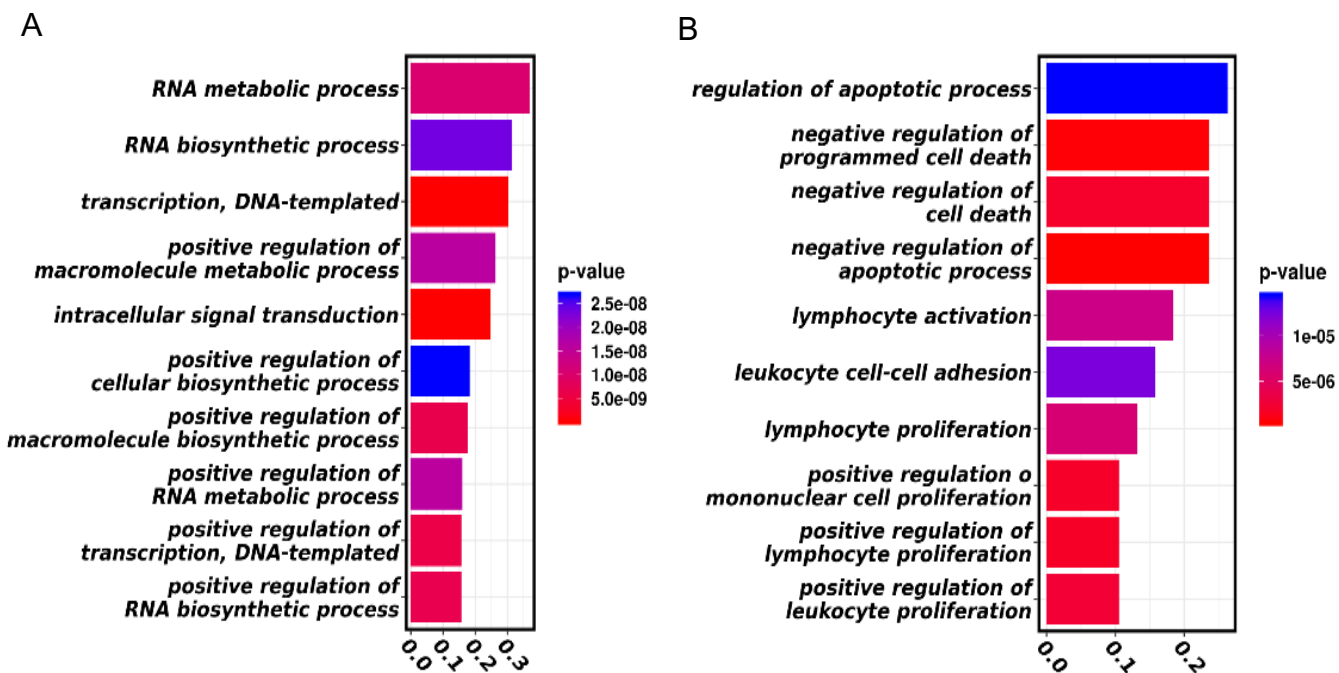 A
RNA metabolic process
RNA biosynthetic process
transcription, DNA-templated
positive regulation of
macromolecule metabolic process
intracellular signal transduction
positive regulation of
cellular biosynthetic process
positive regulation of
macromolecule biosynthetic process
positive regulation of
RNA metabolic process
positive regulation of
transcription, DNA-templated
positive regulation of
RNA biosynthetic process
0.0 0.1 0.2 0.3
p-value
2.5e-08
2.0e-08
1.5e-08
1.0e-08
5.0e-09
B
regulation of apoptotic process
negative regulation of
programmed cell death
negative regulation of
cell death
negative regulation of
apoptotic process
lymphocyte activation
leukocyte cell-cell adhesion
lymphocyte proliferation
positive regulation o
mononuclear cell proliferation
positive regulation of
lymphocyte proliferation
positive regulation of
leukocyte proliferation
0.0 0.1 0.2
p-value
1e-05
5e-06